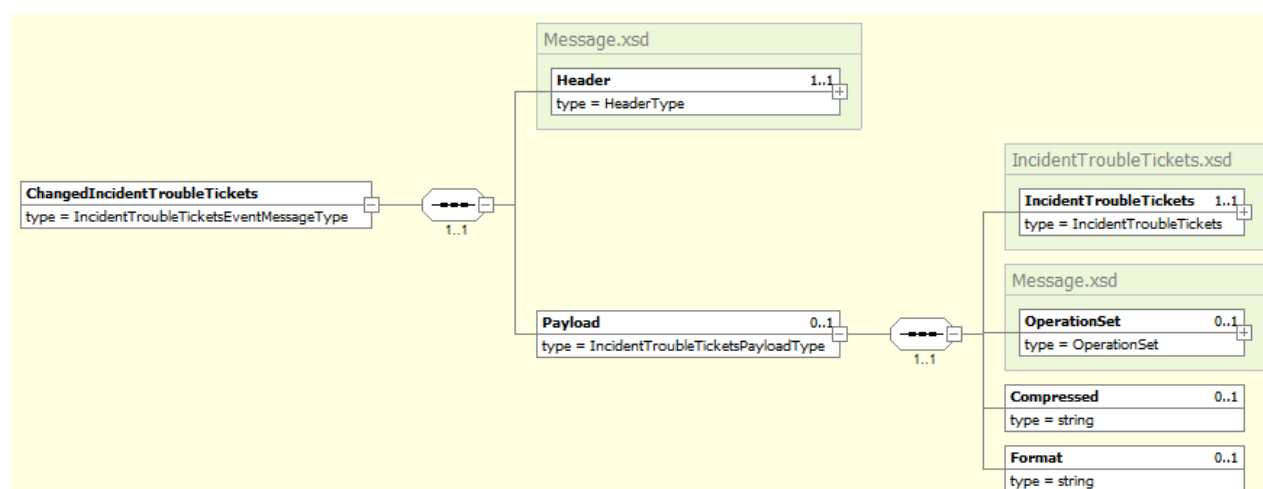 Message.xsd
Header 1..1
type = HeaderType
IncidentTroubleTickets.xsd
ChangedIncidentTroubleTickets
type = IncidentTroubleTicketsEventMessageType
1..1
IncidentTroubleTickets 1..1
type = IncidentTroubleTickets
Message.xsd
Payload 0..1
type = IncidentTroubleTicketsPayloadType
1..1
OperationSet 0..1
type = OperationSet
Compressed 0..1
type = string
Format 0..1
type = string